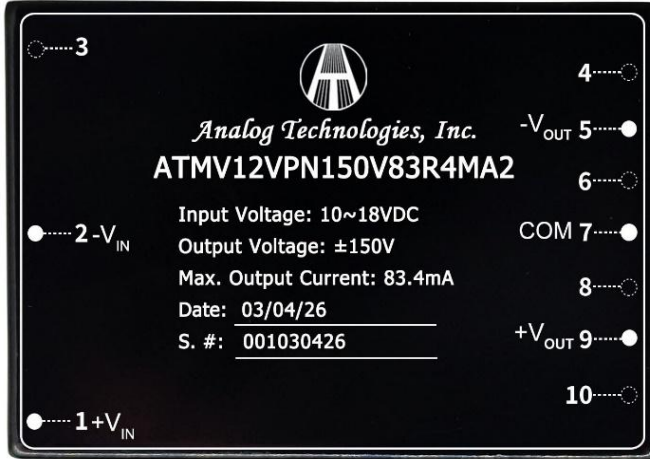 3
4
Analog Technologies, Inc.
-VOUT 5
ATMV12VPN150V83R4MA2
6
Input Voltage: 10~18VDC
2 -VIN
COM 7
Output Voltage: ±150V
Max. Output Current: 83.4mA
8
Date: 03/04/26
+VOUT 9
S. #: 001030426
10
1 +VIN